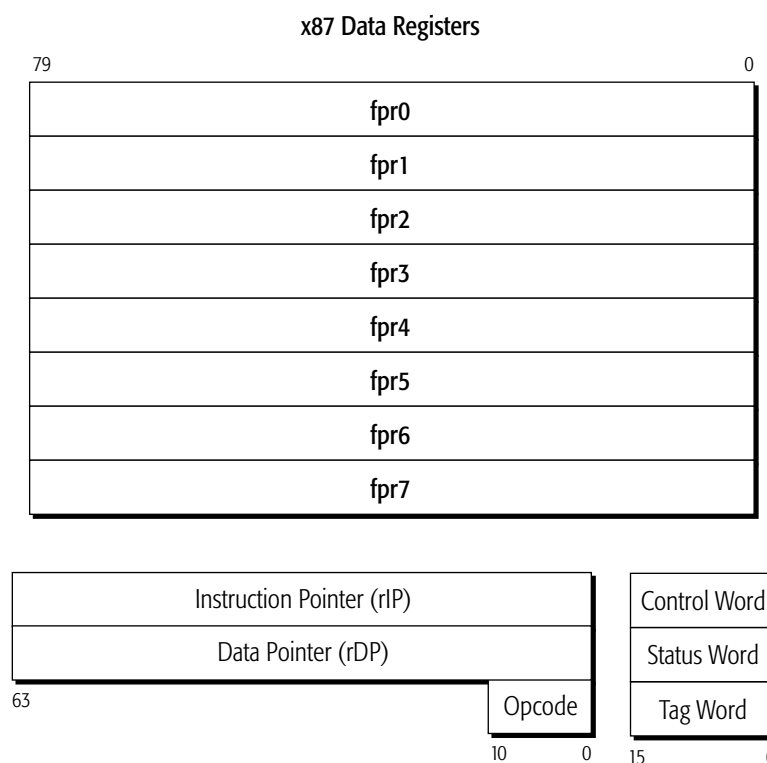 x87 Data Registers
79 0
fpr0
fpr1
fpr2
fpr3
fpr4
fpr5
fpr6
fpr7
Instruction Pointer (rIP)
Data Pointer (rDP)
63
Opcode
10 0
Control Word
Status Word
Tag Word
15